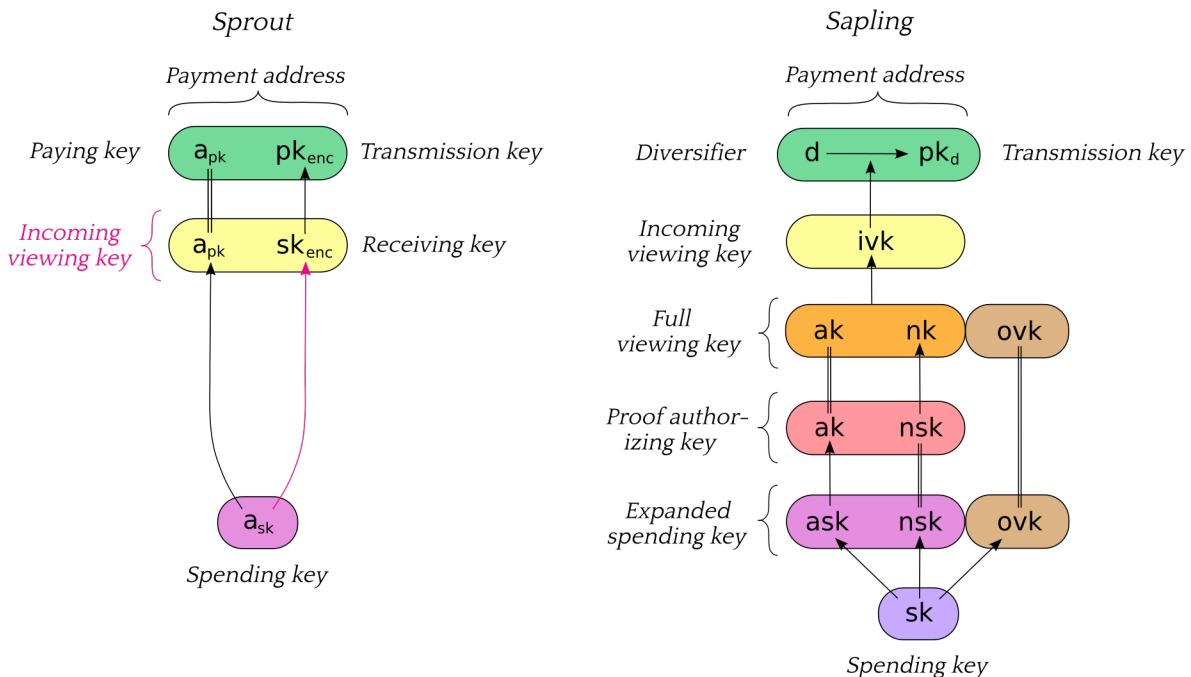 Sprout
Payment address
Paying key
a_pk
pk_enc
Transmission key
Incoming
viewing key
a_pk
sk_enc
Receiving key
a_sk
Spending key
Sapling
Payment address
Diversifier
d
pk_d
Transmission key
Incoming
viewing key
ivk
Full
viewing key
ak
nk
ovk
Proof author-
izing key
ak
nsk
Expanded
spending key
ask
nsk
ovk
sk
Spending key